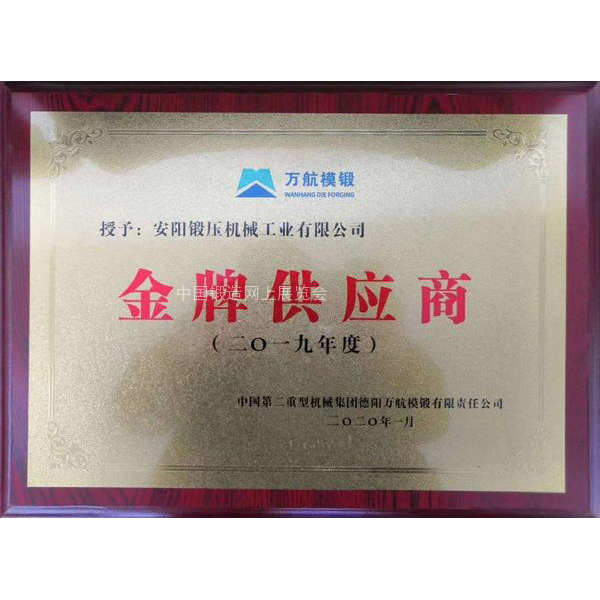 万航模锻
WANHANG DIE FORGING
授予：安阳锻压机械工业有限公司
金牌供应商
中国锻造网上展览会
（二〇一九年度）
中国第二重型机械集团德阳万航模锻有限责任公司
二〇二〇年一月